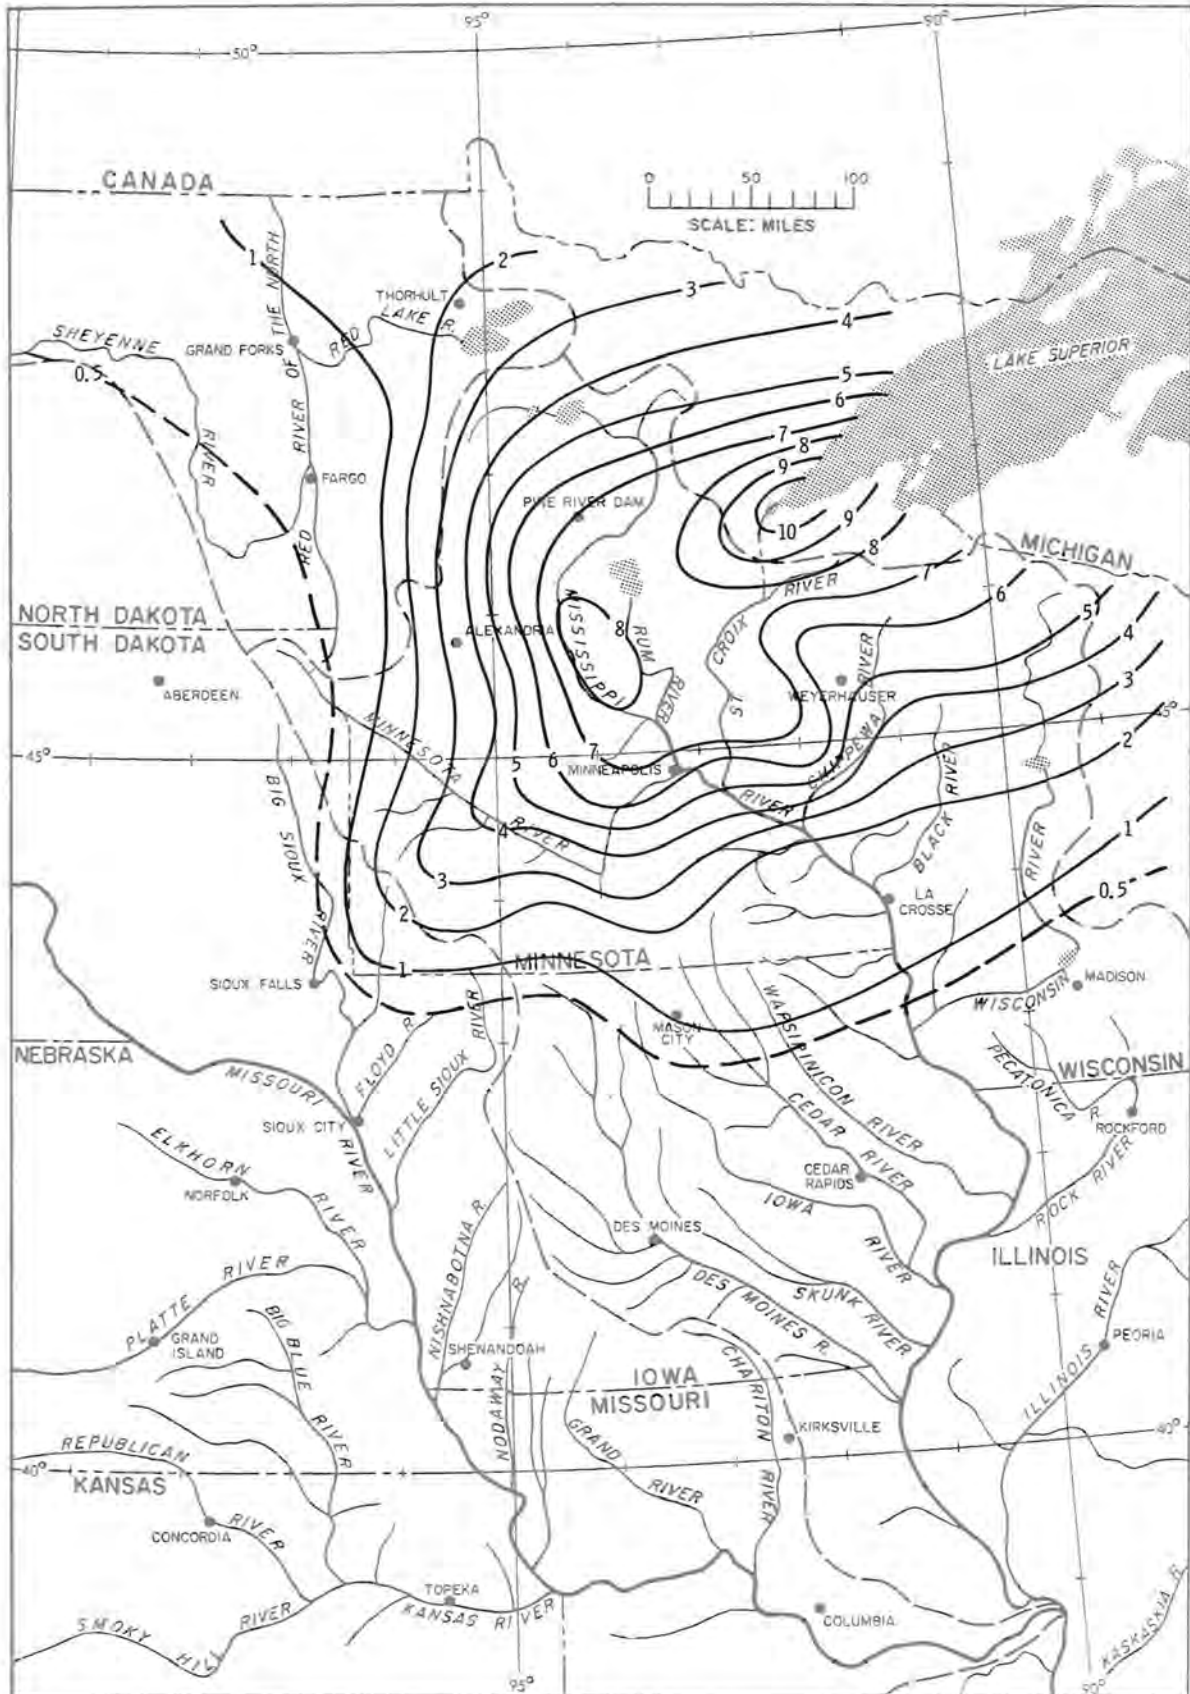 95°
90°
50°
CANADA
0 50 100
SCALE: MILES
1
2
3
4
5
6
7
8
9
10
9
8
7
6
5
4
3
2
THORHULT
RED LAKE R.
GRAND FORKS
RED RIVER OF THE NORTH
SHEYENNE RIVER
0.5
LAKE SUPERIOR
FARGO
PINE RIVER DAM
MICHIGAN
NORTH DAKOTA
SOUTH DAKOTA
ALEXANDRIA
8
MISSISSIPPI RIVER
RUM RIVER
ST CROIX RIVER
ABERDEEN
WEYERHAUSER
CHIPPEWA RIVER
MINNESOTA RIVER
45°
45°
7
6
5
4
3
2
1
MINNEAPOLIS
BIG SIOUX RIVER
BLACK RIVER
1
0.5
LA CROSSE
MINNESOTA
SIOUX FALLS
MADISON
WISCONSIN RIVER
MASON CITY
WAPSIPINICON RIVER
NEBRASKA
MISSOURI RIVER
FLOYD R.
LITTLE SIOUX RIVER
PECATONICA R.
WISCONSIN
SIOUX CITY
ROCKFORD
CEDAR RIVER
ELKHORN RIVER
NORFOLK
CEDAR RAPIDS
ROCK RIVER
IOWA RIVER
NISHNABOTNA R.
DES MOINES
ILLINOIS
PLATTE RIVER
DES MOINES R.
SKUNK RIVER
GRAND ISLAND
BIG BLUE RIVER
SHENANDOAH
NODAWAY R.
PEORIA
ILLINOIS RIVER
IOWA
MISSOURI
CHARITON RIVER
KIRKSVILLE
GRAND RIVER
REPUBLICAN RIVER
40°
40°
KANSAS
CONCORDIA
TOPEKA
KANSAS RIVER
SMOKY HILL RIVER
COLUMBIA
KASKASKIA R.
95°
90°